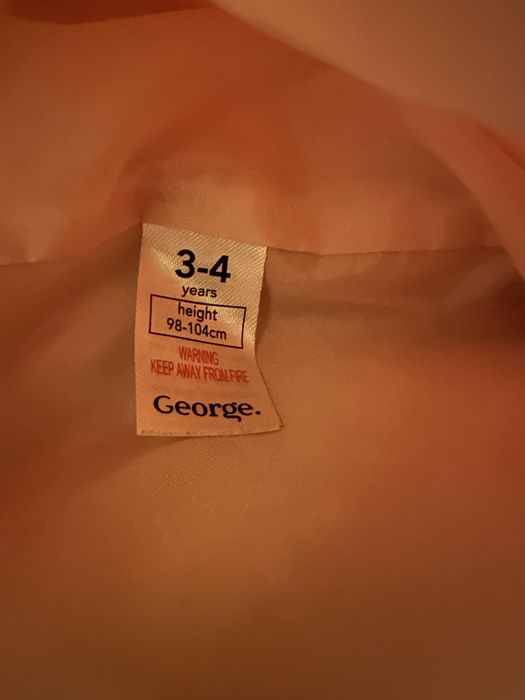 3-4
years
height
98-104cm
WARNING
KEEP AWAY FROM FIRE
George.